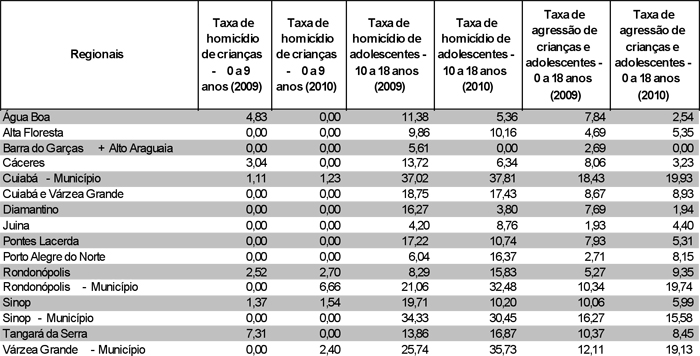 Regionais | Taxa de homicídio de crianças - 0 a 9 anos (2009) | Taxa de homicídio de crianças - 0 a 9 anos (2010) | Taxa de homicídio de adolescentes - 10 a 18 anos (2009) | Taxa de homicídio de adolescentes - 10 a 18 anos (2010) | Taxa de agressão de crianças e adolescentes - 0 a 18 anos (2009) | Taxa de agressão de crianças e adolescentes - 0 a 18 anos (2010)
Água Boa 4,83 0,00 11,38 5,36 7,84 2,54
Alta Floresta 0,00 0,00 9,86 10,16 4,69 5,35
Barra do Garças + Alto Araguaia 0,00 0,00 5,61 0,00 2,69 0,00
Cáceres 3,04 0,00 13,72 6,34 8,06 3,23
Cuiabá - Município 1,11 1,23 37,02 37,81 18,43 19,93
Cuiabá e Várzea Grande 0,00 0,00 18,75 17,43 8,67 8,93
Diamantino 0,00 0,00 16,27 3,80 7,69 1,94
Juina 0,00 0,00 4,20 8,76 1,93 4,40
Pontes Lacerda 0,00 0,00 17,22 10,74 7,93 5,31
Porto Alegre do Norte 0,00 0,00 6,04 16,37 2,71 8,15
Rondonópolis 2,52 2,70 8,29 15,83 5,27 9,35
Rondonópolis - Município 0,00 6,66 21,06 32,48 10,34 19,74
Sinop 1,37 1,54 19,71 10,20 10,06 5,99
Sinop - Município 0,00 0,00 34,33 30,45 16,27 15,58
Tangará da Serra 7,31 0,00 13,86 16,87 10,37 8,45
Várzea Grande - Município 0,00 2,40 25,74 35,73 12,11 19,13